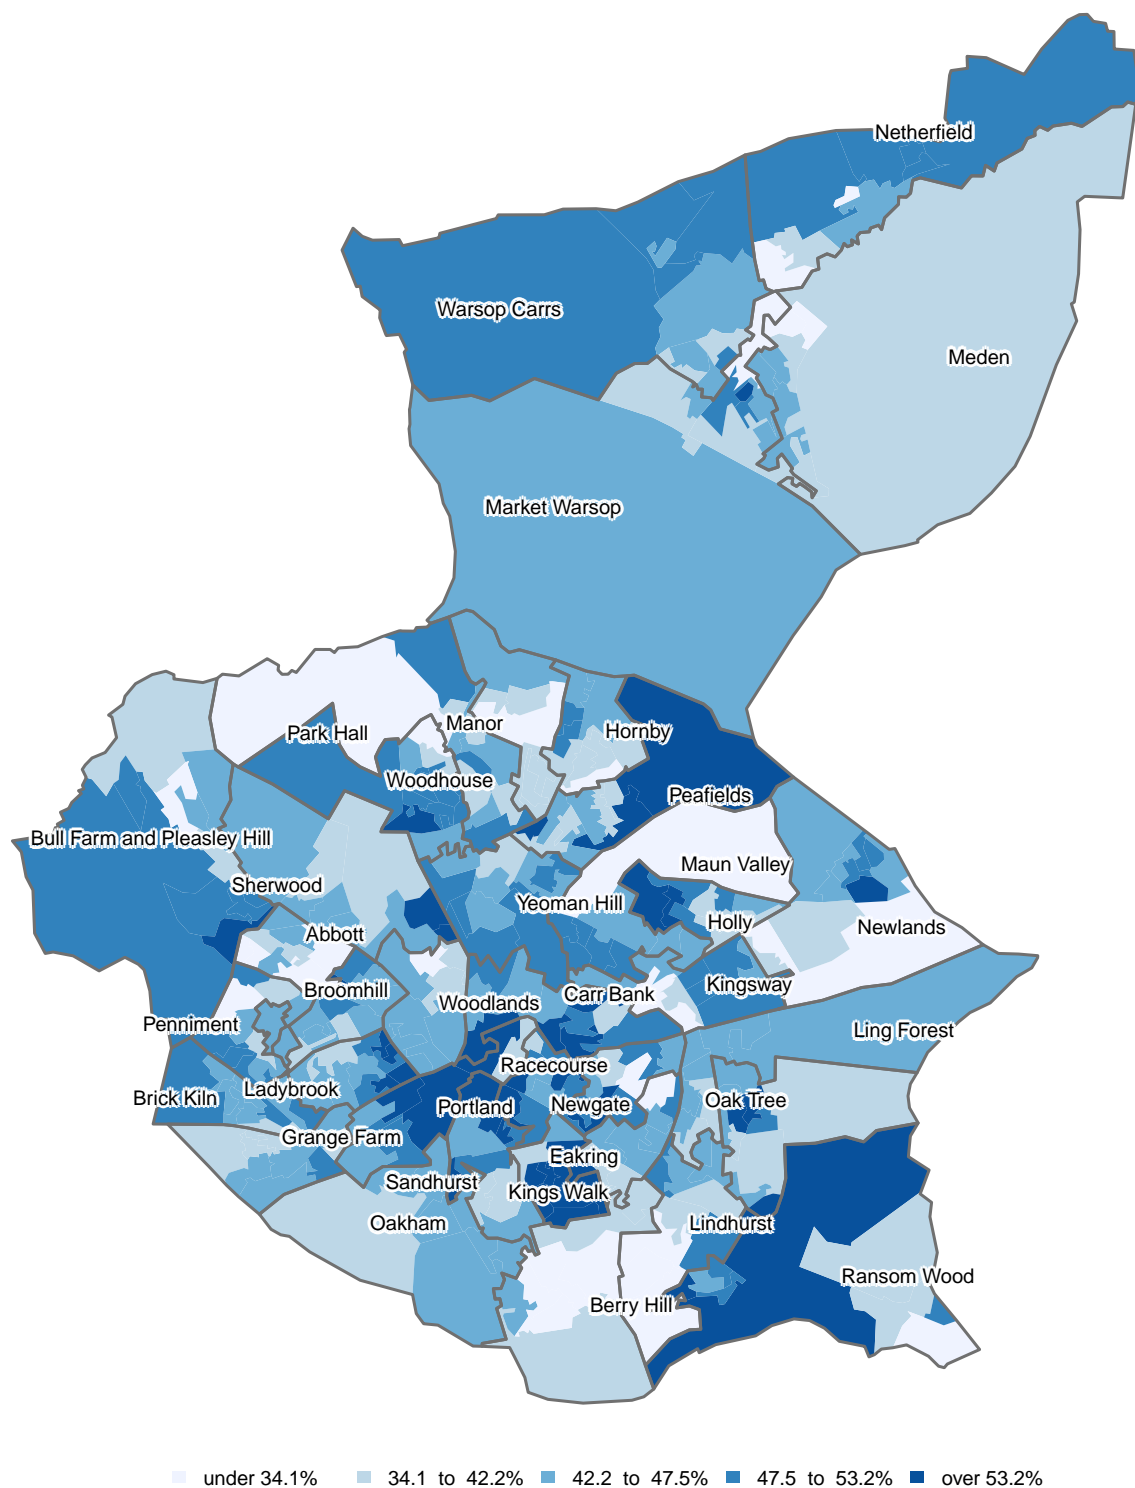 Netherfield
Warsop Carrs
Meden
Market Warsop
Manor
Park Hall
Hornby
Woodhouse
Peafields
Bull Farm and Pleasley Hill
Maun Valley
Sherwood
Yeoman Hill
Holly
Newlands
Abbott
Kingsway
Broomhill
Carr Bank
Woodlands
Penniment
Ling Forest
Racecourse
Ladybrook
Brick Kiln
Oak Tree
Newgate
Portland
Grange Farm
Eakring
Sandhurst
Kings Walk
Oakham
Lindhurst
Ransom Wood
Berry Hill
under 34.1% 34.1 to 42.2% 42.2 to 47.5% 47.5 to 53.2% over 53.2%